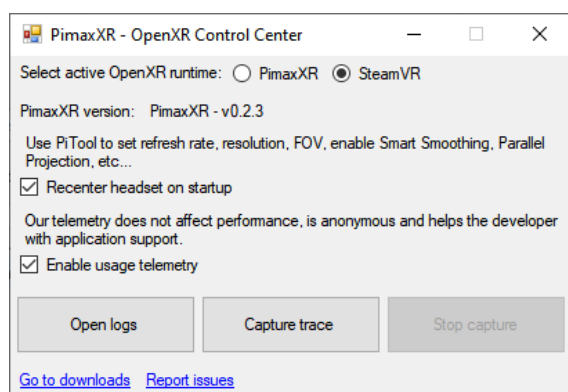 PimaxXR - OpenXR Control Center
Select active OpenXR runtime: PimaxXR SteamVR
PimaxXR version: PimaxXR - v0.2.3
Use PiTool to set refresh rate, resolution, FOV, enable Smart Smoothing, Parallel
Projection, etc...
Recenter headset on startup
Our telemetry does not affect performance, is anonymous and helps the developer
with application support.
Enable usage telemetry
Open logs Capture trace Stop capture
Go to downloads Report issues